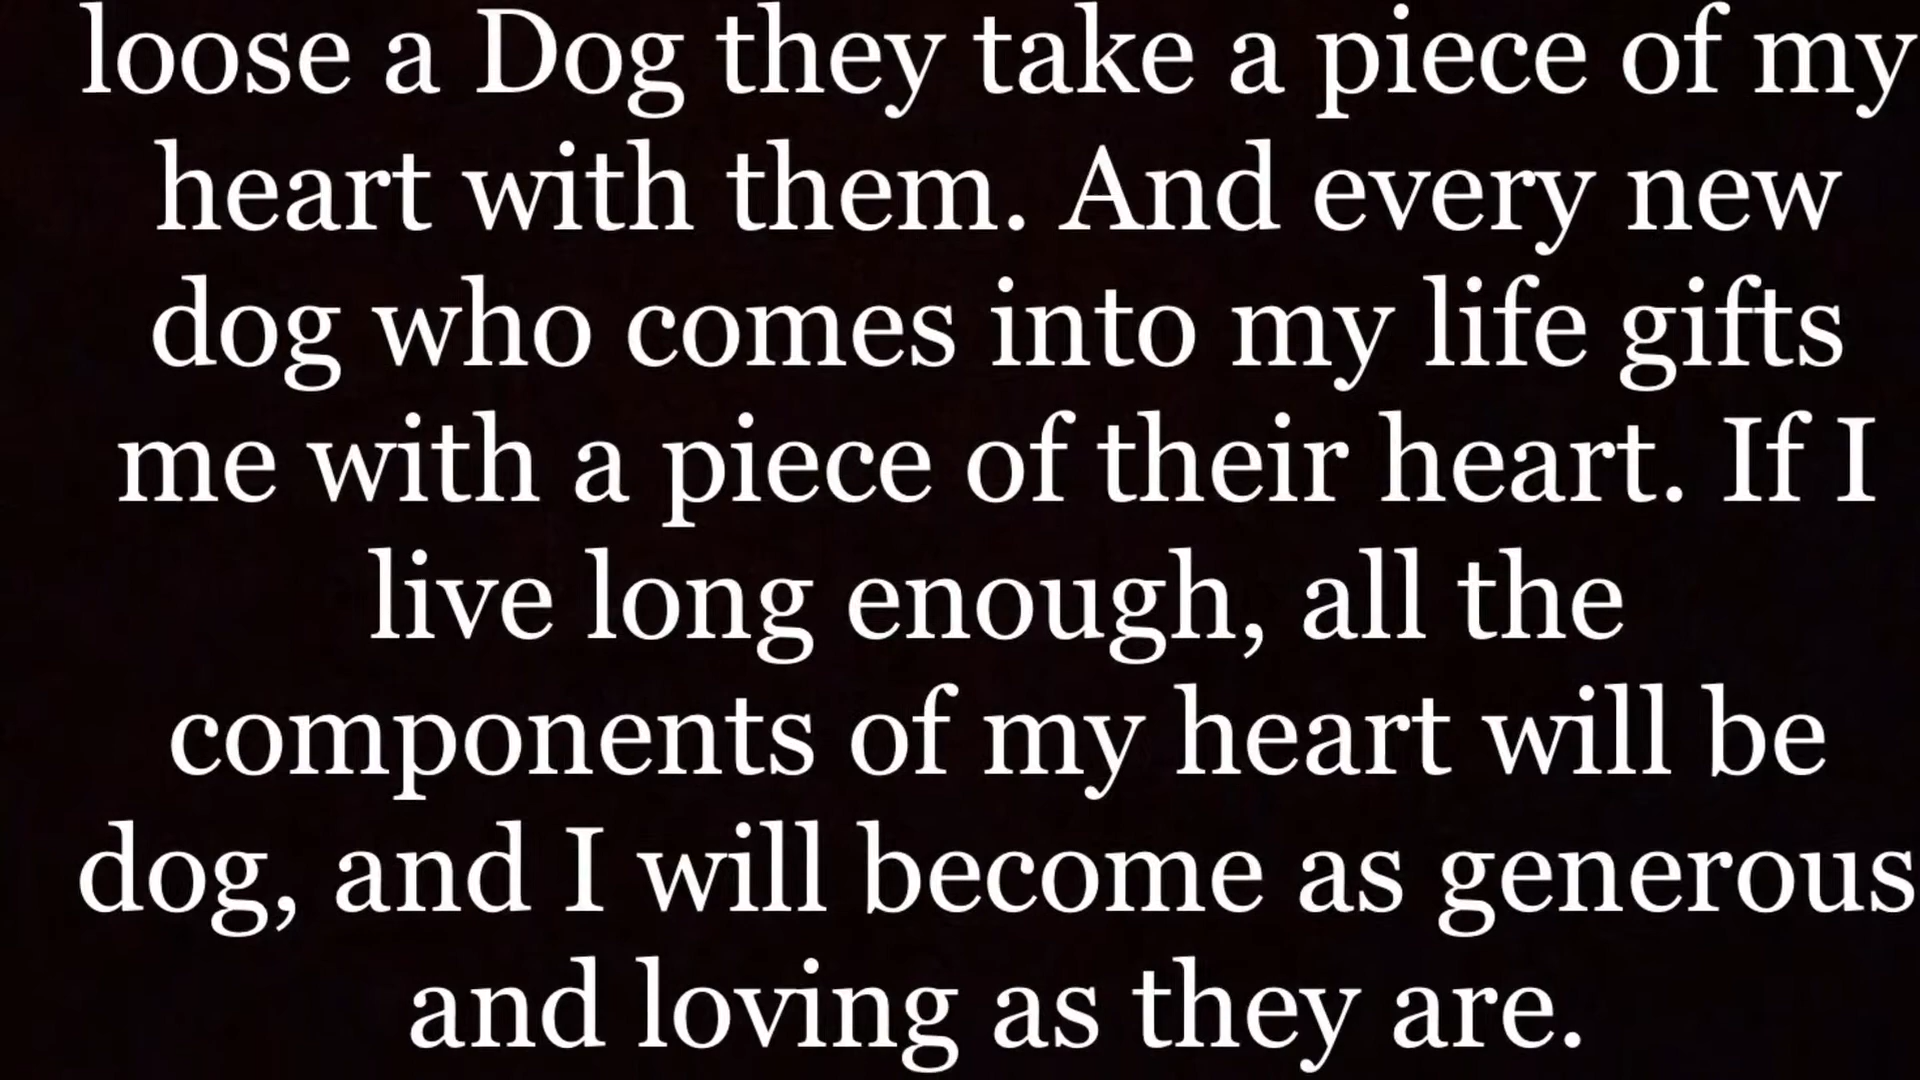 loose a Dog they take a piece of my
heart with them. And every new
dog who comes into my life gifts
me with a piece of their heart. If I
live long enough, all the
components of my heart will be
dog, and I will become as generous
and loving as they are.